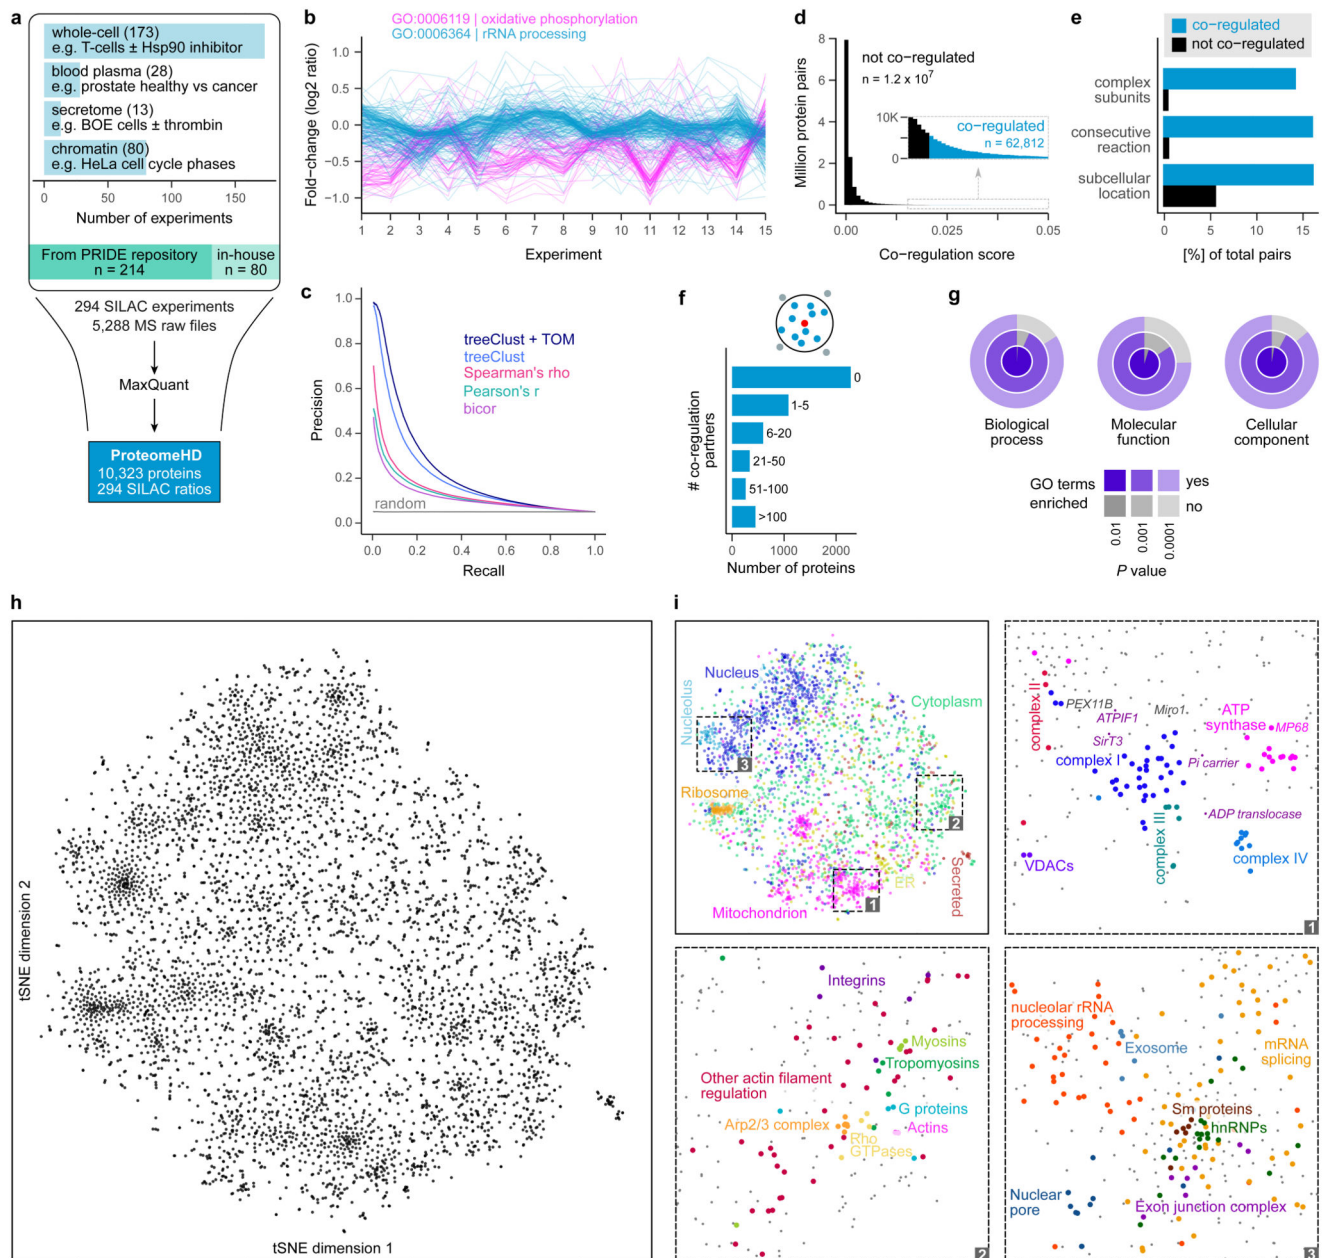 a
whole-cell (173)
e.g. T-cells ± Hsp90 inhibitor
blood plasma (28)
e.g. prostate healthy vs cancer
secretome (13)
e.g. BOE cells ± thrombin
chromatin (80)
e.g. HeLa cell cycle phases
0 50 100 150
Number of experiments
From PRIDE repository
n = 214
in-house
n = 80
294 SILAC experiments
5,288 MS raw files
MaxQuant
ProteomeHD
10,323 proteins
294 SILAC ratios
b
GO:0006119 | oxidative phosphorylation
GO:0006364 | rRNA processing
Fold-change (log2 ratio)
1.0
0.5
0.0
-0.5
-1.0
1 2 3 4 5 6 7 8 9 10 11 12 13 14 15
Experiment
c
Precision
1.0
0.8
0.6
0.4
0.2
0.0
treeClust + TOM
treeClust
Spearman's rho
Pearson's r
bicor
random
0.0 0.2 0.4 0.6 0.8 1.0
Recall
d
Million protein pairs
8
6
4
2
0
not co-regulated
n = 1.2 x 10⁷
10K
0
co-regulated
n = 62,812
0.00 0.025 0.05
Co-regulation score
e
co-regulated
not co-regulated
complex
subunits
consecutive
reaction
subcellular
location
0 5 10 15
[%] of total pairs
f
# co-regulation
partners
0
1-5
6-20
21-50
51-100
>100
0 1000 2000
Number of proteins
g
Biological
process
Molecular
function
Cellular
component
GO terms
enriched
yes
no
0.01
0.001
0.0001
P value
h
tSNE dimension 2
tSNE dimension 1
i
Nucleus
Nucleolus
Cytoplasm
3
Ribosome
2
ER
Secreted
Mitochondrion
1
complex II
PEX11B
ATPIF1
Miro1
ATP
synthase
MP68
SirT3
complex I
Pi carrier
complex III
ADP translocase
complex IV
VDACs
1
Integrins
Myosins
Tropomyosins
Other actin filament
regulation
G proteins
Arp2/3 complex
Actins
Rho
GTPases
2
nucleolar rRNA
processing
Exosome
mRNA
splicing
Sm proteins
hnRNPs
Nuclear
pore
Exon junction complex
3